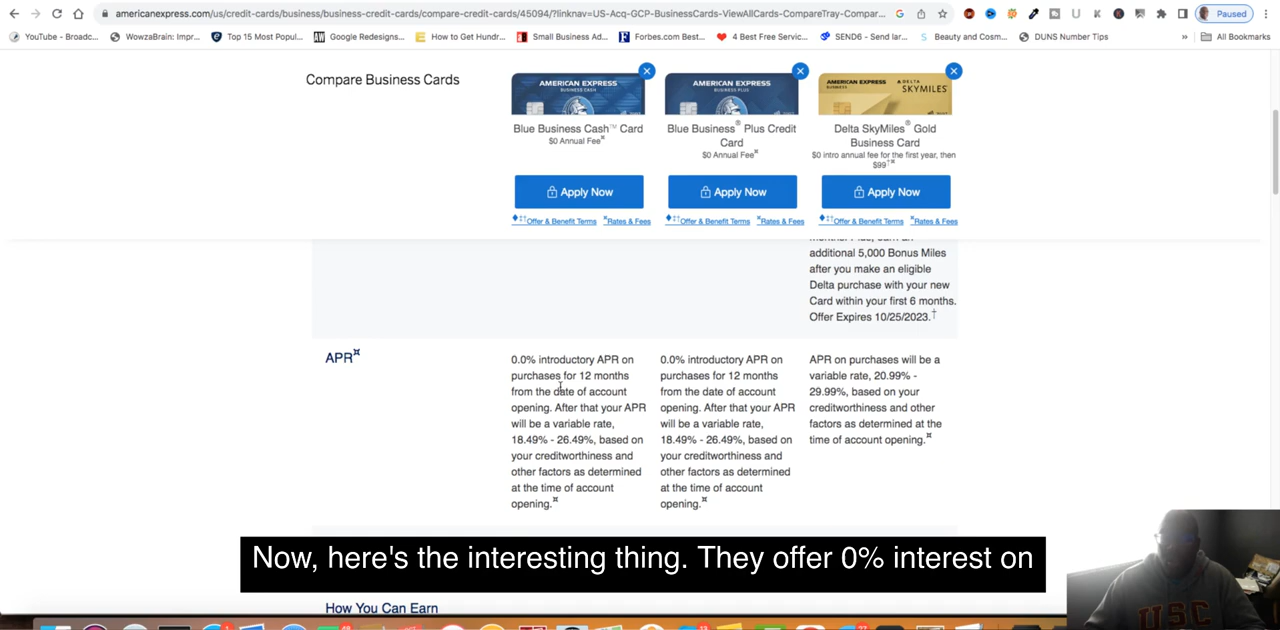 americanexpress.com/us/credit-cards/business/business-credit-cards/compare-credit-cards/45094/?linknav=US-Acq-GCP-BusinessCards-ViewAllCards-CompareTray-Compar...
Paused
YouTube - Broadc...
WowzaBrain: Impr...
Top 15 Most Popul...
Google Redesigns...
How to Get Hundr...
Small Business Ad...
Forbes.com Best...
4 Best Free Servic...
SEND6 - Send lar...
Beauty and Cosm...
DUNS Number Tips
»
All Bookmarks
Compare Business Cards
AMERICAN EXPRESS
BUSINESS CASH
Blue Business Cash™ Card
$0 Annual Fee¤
Apply Now
♦‡†Offer & Benefit Terms
¤Rates & Fees
AMERICAN EXPRESS
BUSINESS PLUS
Blue Business® Plus Credit
Card
$0 Annual Fee¤
Apply Now
♦‡†Offer & Benefit Terms
¤Rates & Fees
AMERICAN EXPRESS
BUSINESS
DELTA
SKYMILES
Delta SkyMiles® Gold
Business Card
$0 intro annual fee for the first year, then
$99†¤
Apply Now
♦‡†Offer & Benefit Terms
¤Rates & Fees
additional 5,000 Bonus Miles
after you make an eligible
Delta purchase with your new
Card within your first 6 months.
Offer Expires 10/25/2023.†
APR¤
0.0% introductory APR on
purchases for 12 months
from the date of account
opening. After that your APR
will be a variable rate,
18.49% - 26.49%, based on
your creditworthiness and
other factors as determined
at the time of account
opening.¤
0.0% introductory APR on
purchases for 12 months
from the date of account
opening. After that your APR
will be a variable rate,
18.49% - 26.49%, based on
your creditworthiness and
other factors as determined
at the time of account
opening.¤
APR on purchases will be a
variable rate, 20.99% -
29.99%, based on your
creditworthiness and other
factors as determined at the
time of account opening.¤
Now, here's the interesting thing. They offer 0% interest on
How You Can Earn
USC